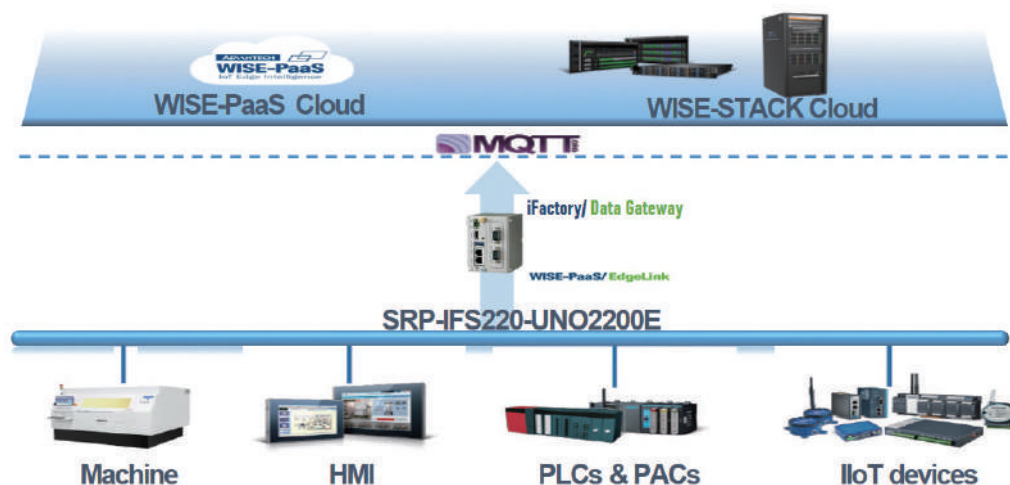 ADVANTECH
WISE-PaaS
IoT Edge Intelligence
WISE-PaaS Cloud
WISE-STACK Cloud
MQTT
iFactory/ Data Gateway
WISE-PaaS/ EdgeLink
SRP-IFS220-UNO2200E
Machine
HMI
PLCs & PACs
IIoT devices